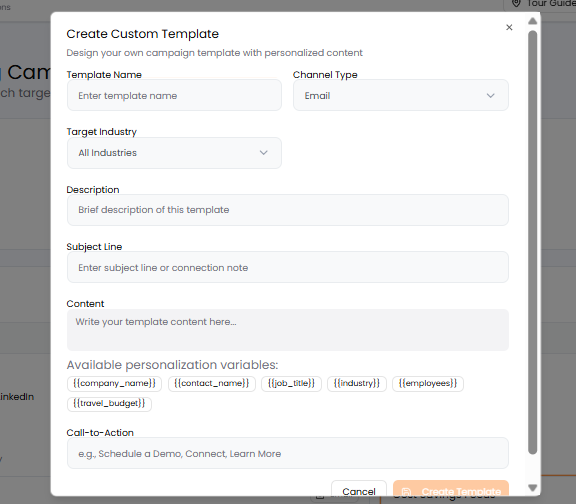 ons
Tour Guide
Create Custom Template
×
Design your own campaign template with personalized content
Template Name
Channel Type
Enter template name
Email
Cam
ch targe
Target Industry
All Industries
Description
Brief description of this template
Subject Line
Enter subject line or connection note
Content
Write your template content here...
Available personalization variables:
{{company_name}} {{contact_name}} {{job_title}} {{industry}} {{employees}}
{{travel_budget}}
inkedIn
Call-to-Action
e.g., Schedule a Demo, Connect, Learn More
Cancel
Create Template